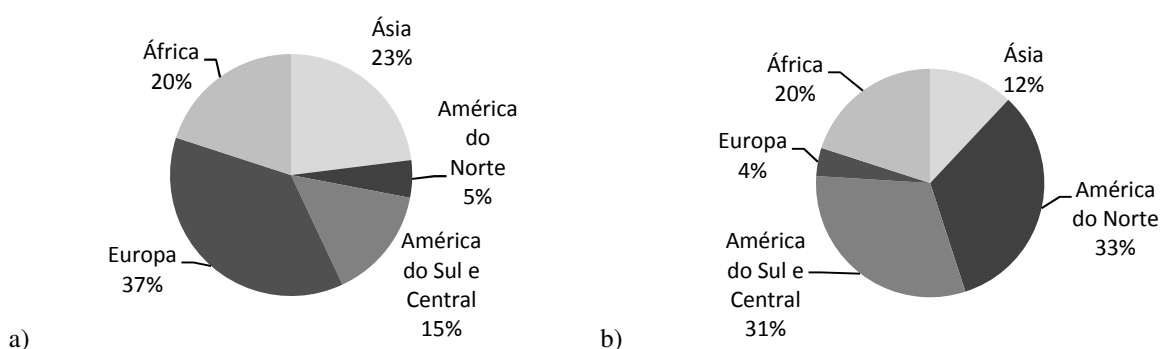 Ásia
23%
América
do
Norte
5%
América
do Sul e
Central
15%
Europa
37%
África
20%
a)
Ásia
12%
América
do Norte
33%
América
do Sul e
Central
31%
Europa
4%
África
20%
b)